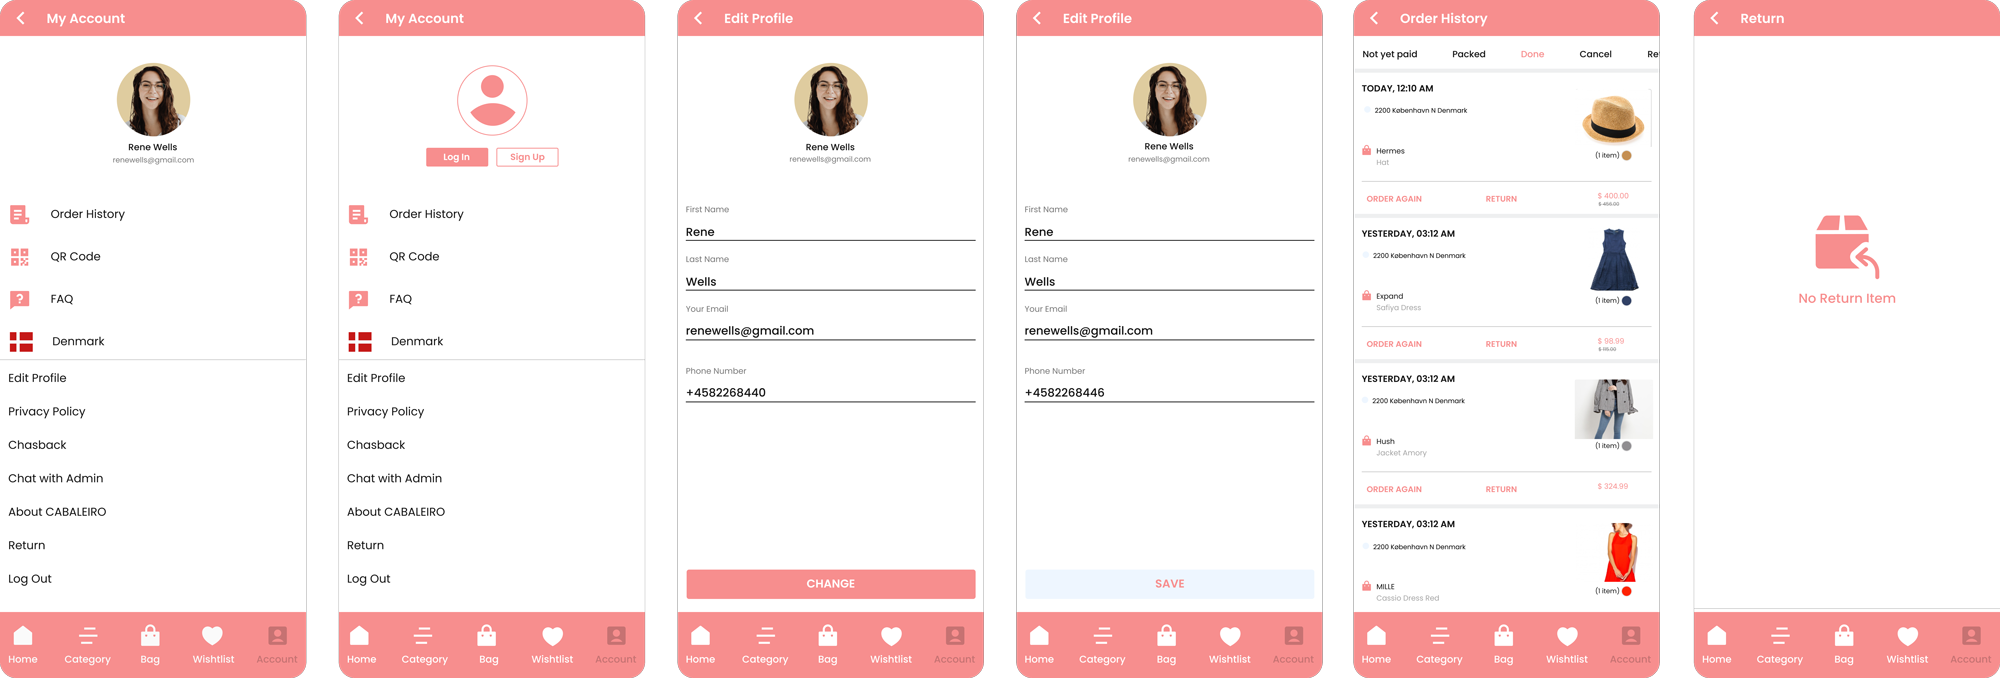 My Account
Rene Wells
renewells@gmail.com
Order History
QR Code
FAQ
Denmark
Edit Profile
Privacy Policy
Chasback
Chat with Admin
About CABALEIRO
Return
Log Out
Home Category Bag Wishtlist Account
My Account
Log In Sign Up
Order History
QR Code
FAQ
Denmark
Edit Profile
Privacy Policy
Chasback
Chat with Admin
About CABALEIRO
Return
Log Out
Home Category Bag Wishtlist Account
Edit Profile
Rene Wells
renewells@gmail.com
First Name
Rene
Last Name
Wells
Your Email
renewells@gmail.com
Phone Number
+4582268440
CHANGE
Home Category Bag Wishtlist Account
Edit Profile
Rene Wells
renewells@gmail.com
First Name
Rene
Last Name
Wells
Your Email
renewells@gmail.com
Phone Number
+4582268446
SAVE
Home Category Bag Wishtlist Account
Order History
Not yet paid Packed Done Cancel Re
TODAY, 12:10 AM
2200 København N Denmark
Hermes
Hat
(1 item)
ORDER AGAIN RETURN $ 400.00
YESTERDAY, 03:12 AM
2200 København N Denmark
Expand
Safiya Dress
(1 item)
ORDER AGAIN RETURN $ 98.99
YESTERDAY, 03:12 AM
2200 København N Denmark
Hush
Jacket Amory
(1 item)
ORDER AGAIN RETURN $ 324.99
YESTERDAY, 03:12 AM
2200 København N Denmark
MILLE
Cassio Dress Red
(1 item)
Home Category Bag Wishtlist Account
Return
No Return Item
Home Category Bag Wishtlist Account